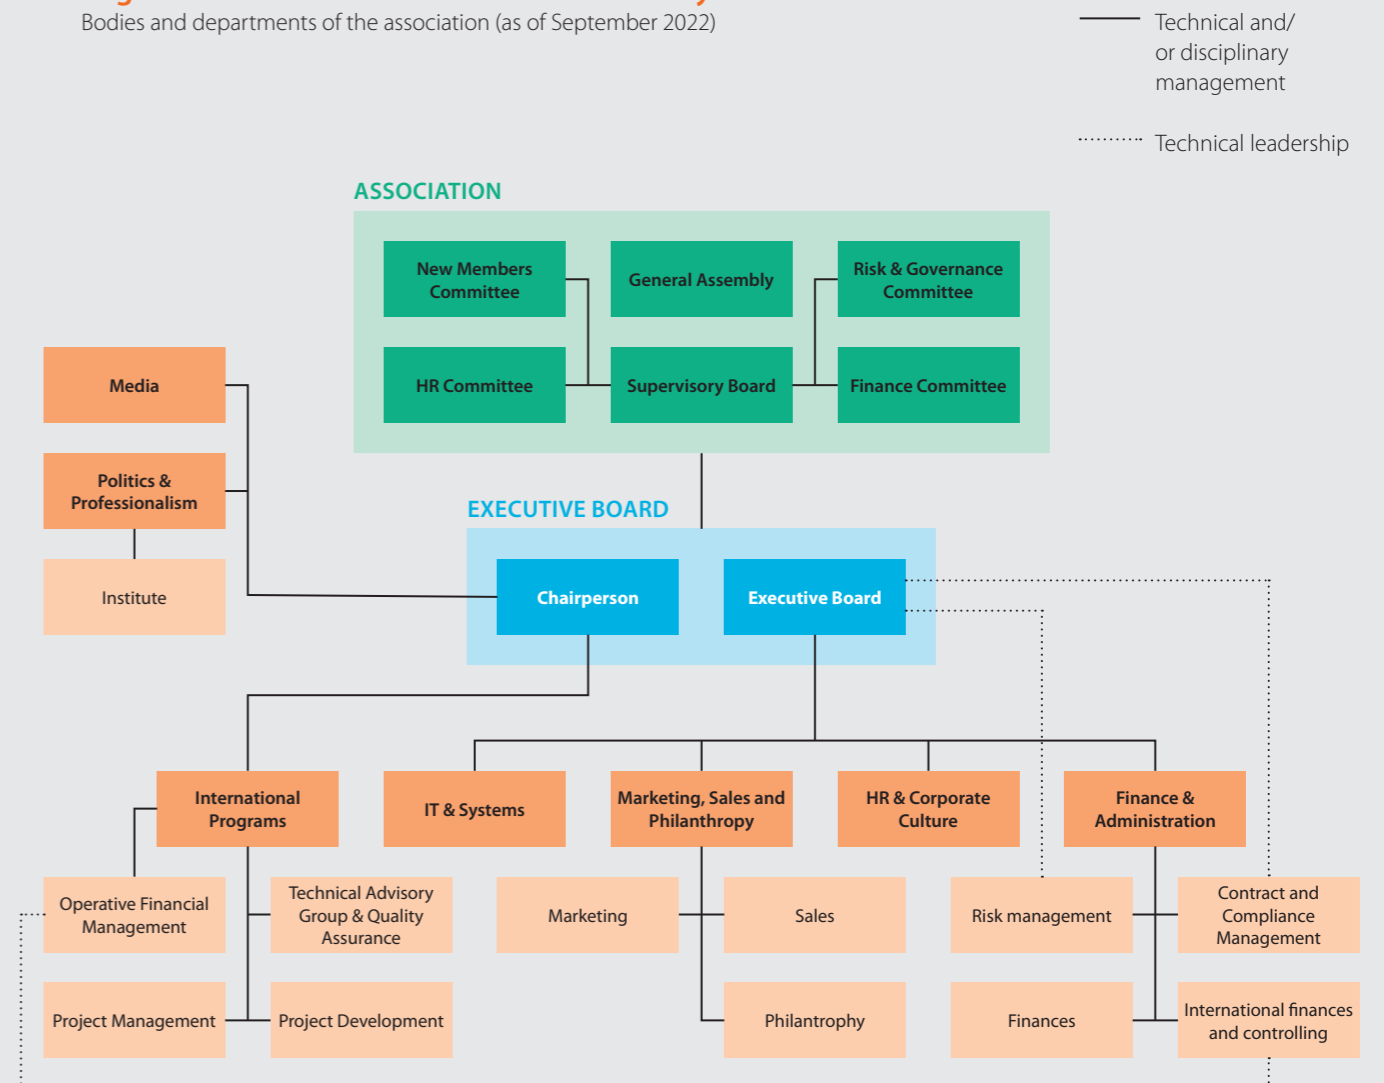 Bodies and departments of the association (as of September 2022)
Technical and/
or disciplinary
management
Technical leadership
ASSOCIATION
New Members
Committee
General Assembly
Risk & Governance
Committee
HR Committee
Supervisory Board
Finance Committee
Media
Politics &
Professionalism
Institute
EXECUTIVE BOARD
Chairperson
Executive Board
International
Programs
IT & Systems
Marketing, Sales and
Philanthropy
HR & Corporate
Culture
Finance &
Administration
Operative Financial
Management
Technical Advisory
Group & Quality
Assurance
Marketing
Sales
Risk management
Contract and
Compliance
Management
Project Management
Project Development
Philantrophy
Finances
International finances
and controlling